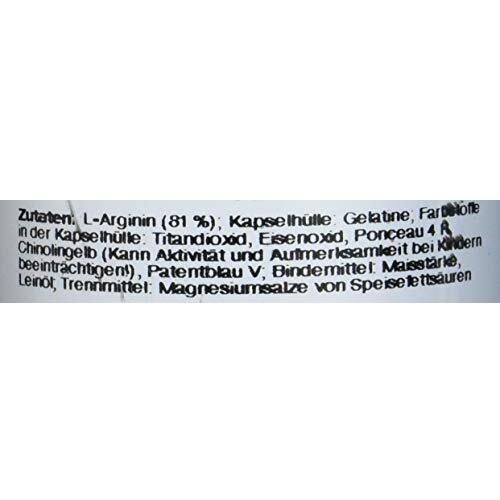 Zutaten: L-Arginin (81 %); Kapselhülle: Gelatine; Farbstoffe
in der Kapselhülle: Titandioxid, Eisenoxid, Ponceau 4 R,
Chinolingelb (Kann Aktivität und Aufmerksamkeit bei Kindern
beeinträchtigen!), Patentblau V; Bindemittel: Maisstärke,
Leinöl; Trennmittel: Magnesiumsalze von Speisefettsäuren